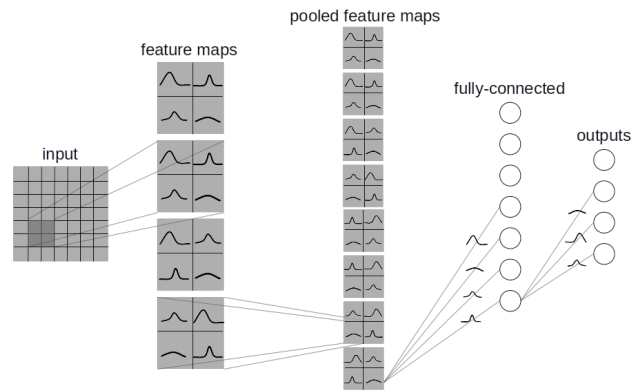 pooled feature maps
feature maps
fully-connected
outputs
input